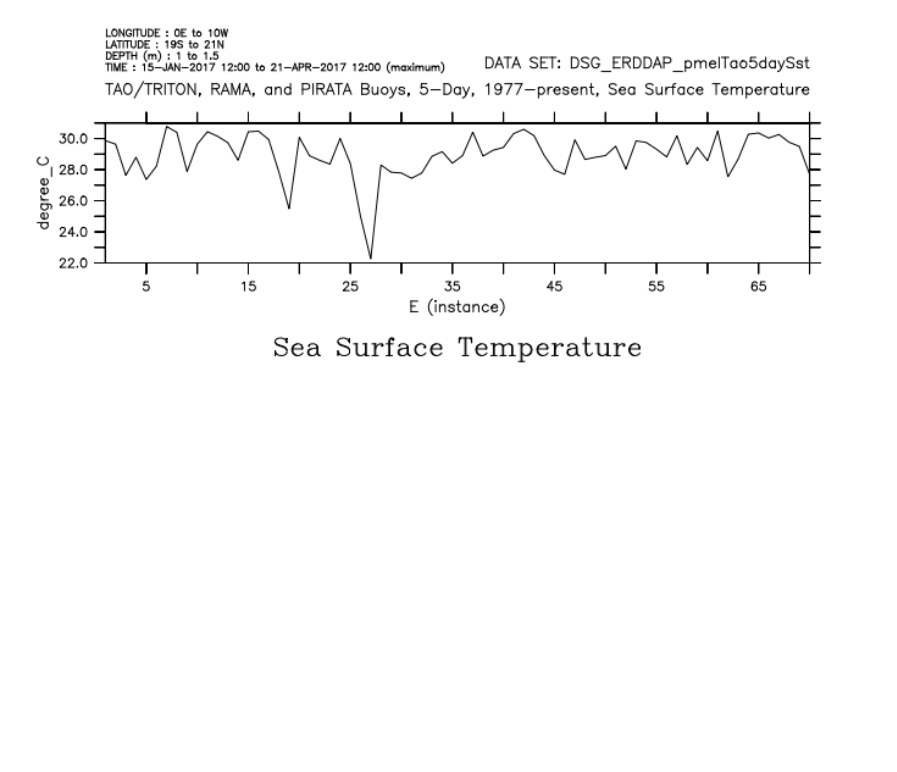 LONGITUDE : 0E to 10W
LATITUDE : 19S to 21N
DEPTH (m) : 1 to 1.5
TIME : 15-JAN-2017 12:00 to 21-APR-2017 12:00 (maximum)
DATA SET: DSG_ERDDAP_pmelTao5daySst
TAO/TRITON, RAMA, and PIRATA Buoys, 5-Day, 1977-present, Sea Surface Temperature
30.0
28.0
26.0
24.0
22.0
degree_C
5 15 25 35 45 55 65
E (instance)
Sea Surface Temperature